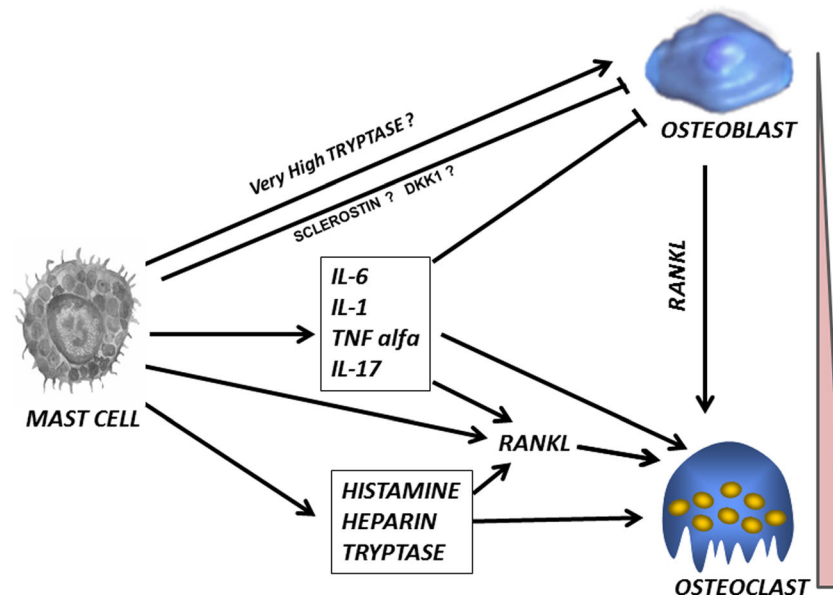 OSTEOBLAST
Very High TRYPTASE ?
SCLEROSTIN ? DKK1 ?
IL-6
IL-1
TNF alfa
IL-17
RANKL
MAST CELL
RANKL
HISTAMINE
HEPARIN
TRYPTASE
OSTEOCLAST